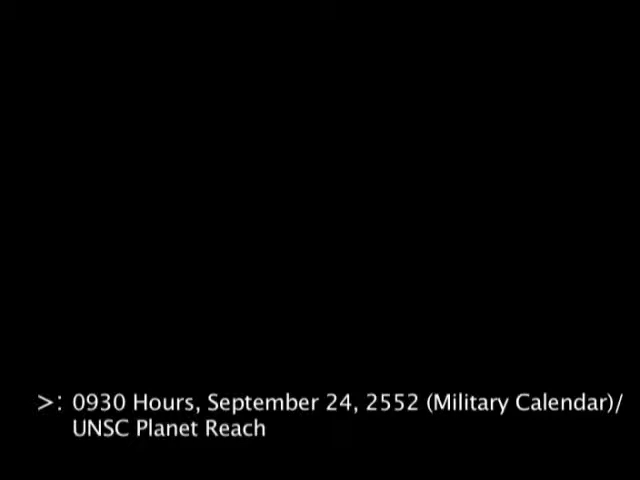 >: 0930 Hours, September 24, 2552 (Military Calendar)/
UNSC Planet Reach